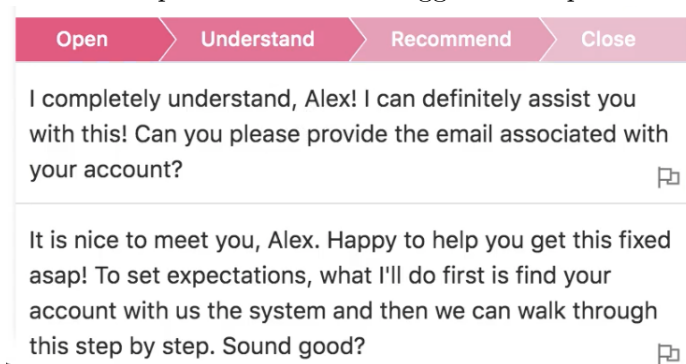 Open Understand Recommend Close
I completely understand, Alex! I can definitely assist you
with this! Can you please provide the email associated with
your account?
It is nice to meet you, Alex. Happy to help you get this fixed
asap! To set expectations, what I'll do first is find your
account with us the system and then we can walk through
this step by step. Sound good?